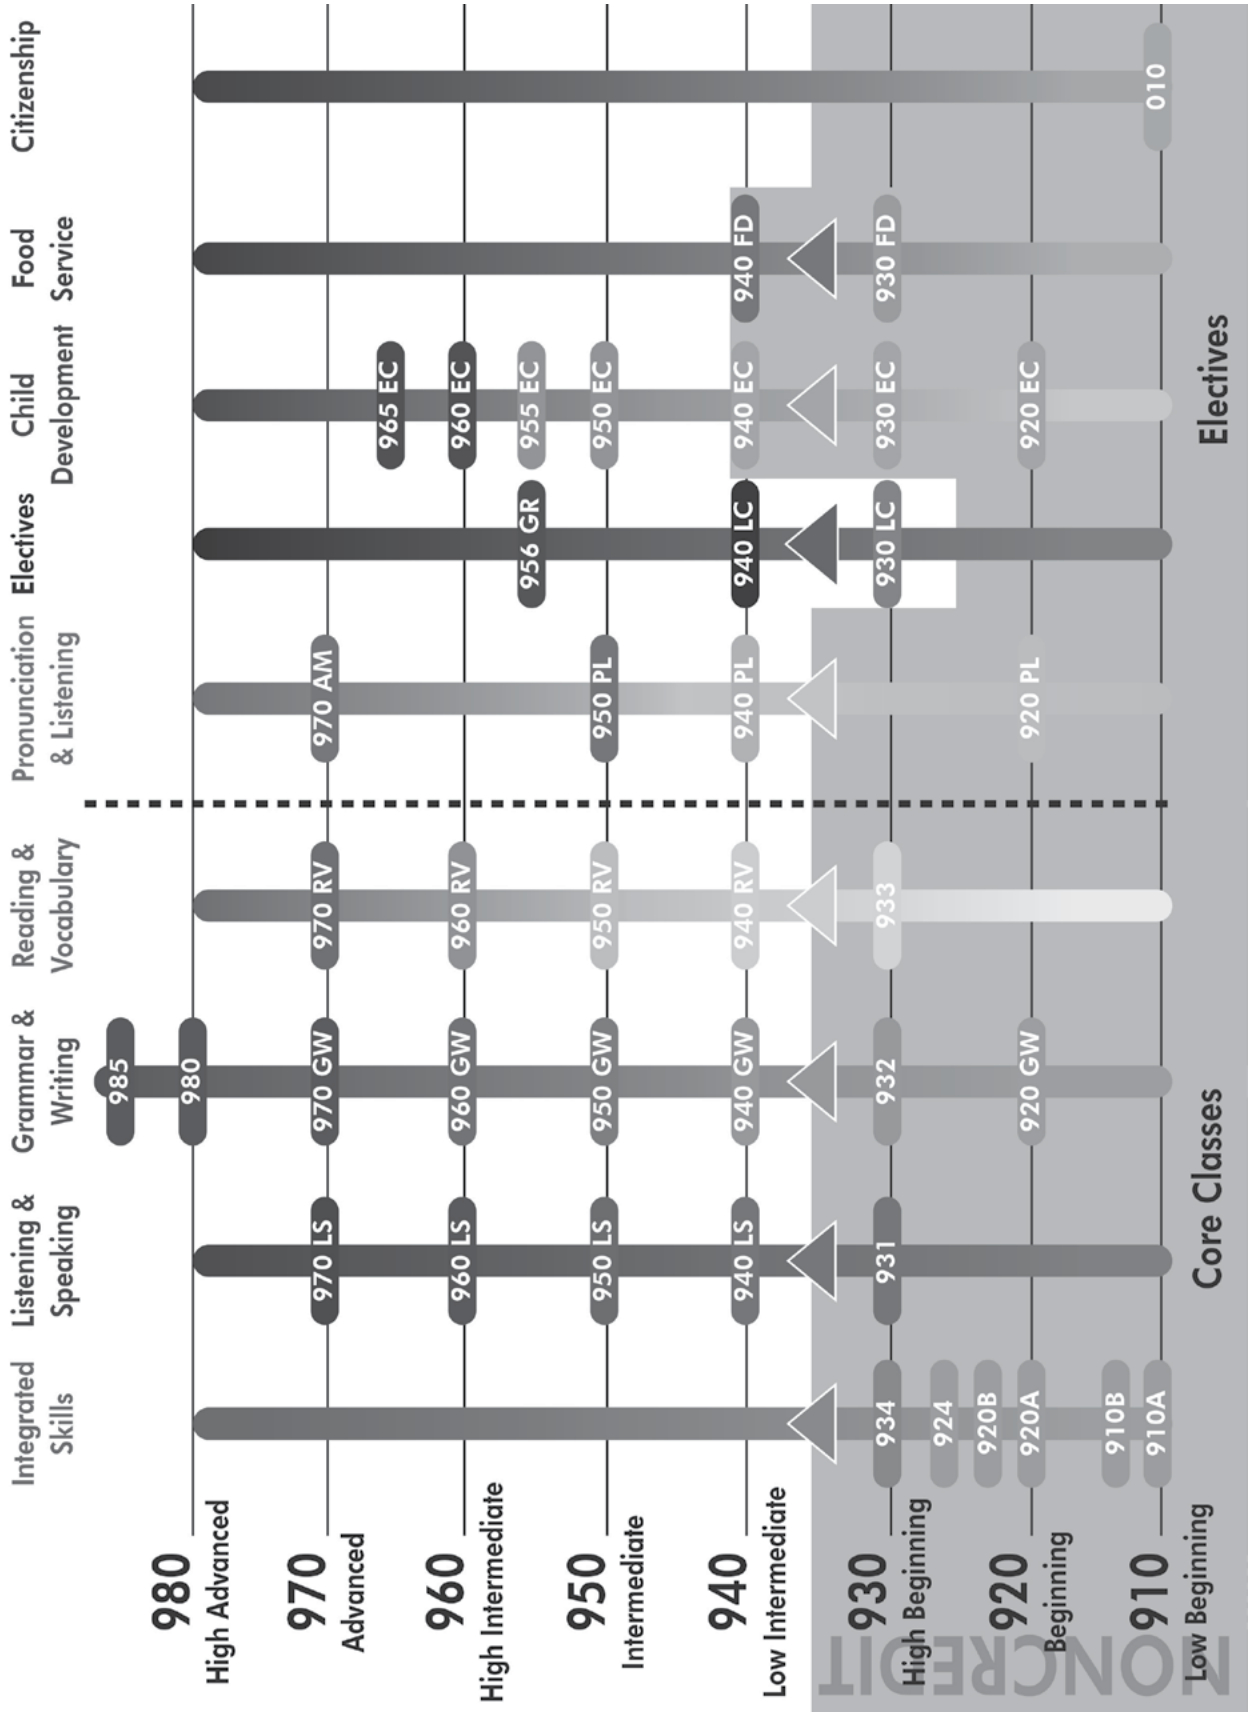 Integrated
Skills
Listening &
Speaking
Grammar &
Writing
Reading &
Vocabulary
Pronunciation
& Listening
Electives
Child
Development
Food
Service
Citizenship
985
980
High Advanced
980
970
Advanced
970 LS
970 GW
970 RV
970 AM
965 EC
960
High Intermediate
960 LS
960 GW
960 RV
960 EC
956 GR
955 EC
950
Intermediate
950 LS
950 GW
950 RV
950 PL
950 EC
940
Low Intermediate
940 LS
940 GW
940 RV
940 PL
940 LC
940 EC
940 FD
930
High Beginning
934
931
932
933
930 LC
930 EC
930 FD
924
920B
920
Beginning
920A
920 GW
920 PL
920 EC
910B
910
Low Beginning
910A
010
NONCREDIT
Core Classes
Electives